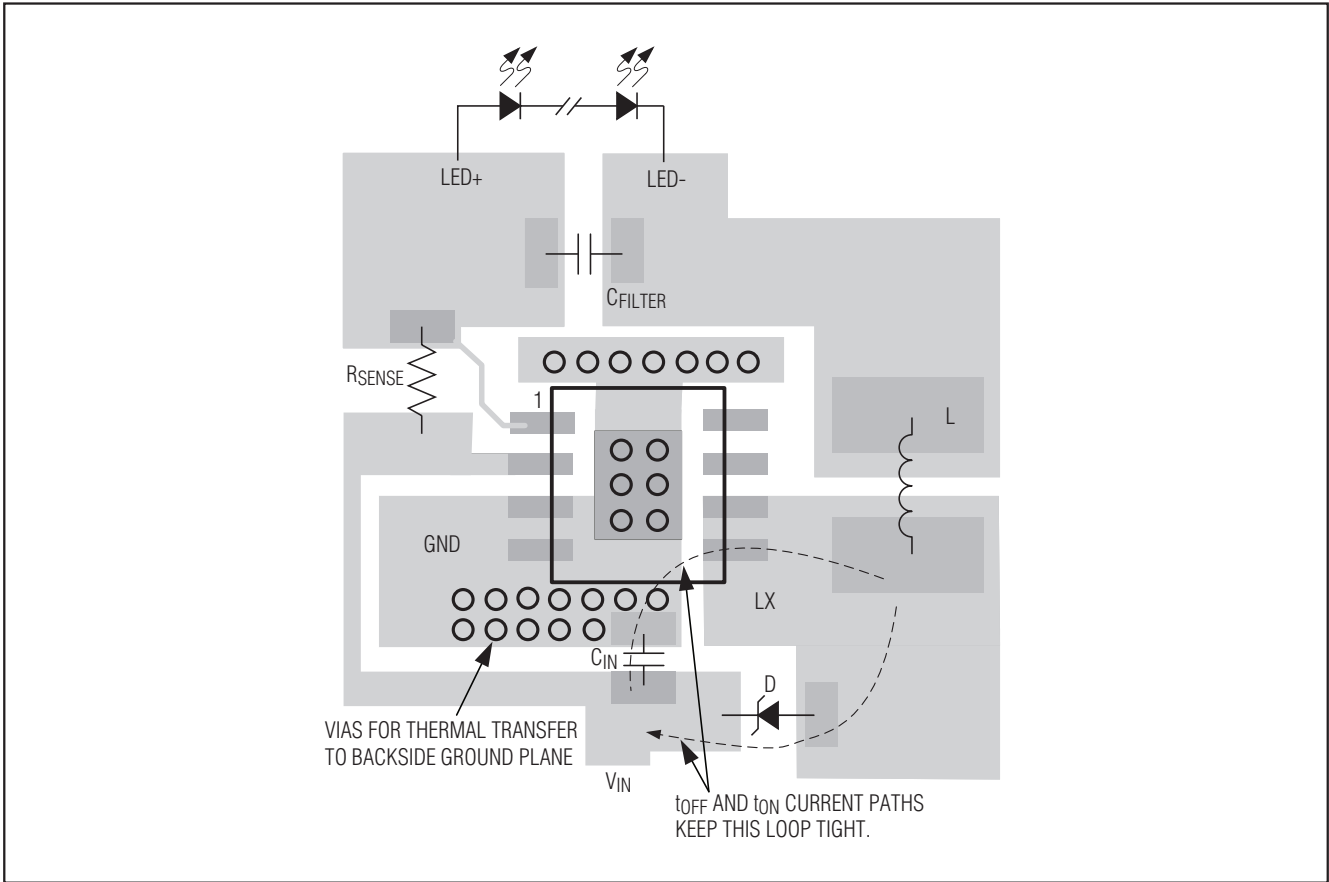 LED+
LED-
CFILTER
RSENSE
1
L
GND
LX
CIN
D
VIAS FOR THERMAL TRANSFER
TO BACKSIDE GROUND PLANE
VIN
tOFF AND tON CURRENT PATHS
KEEP THIS LOOP TIGHT.